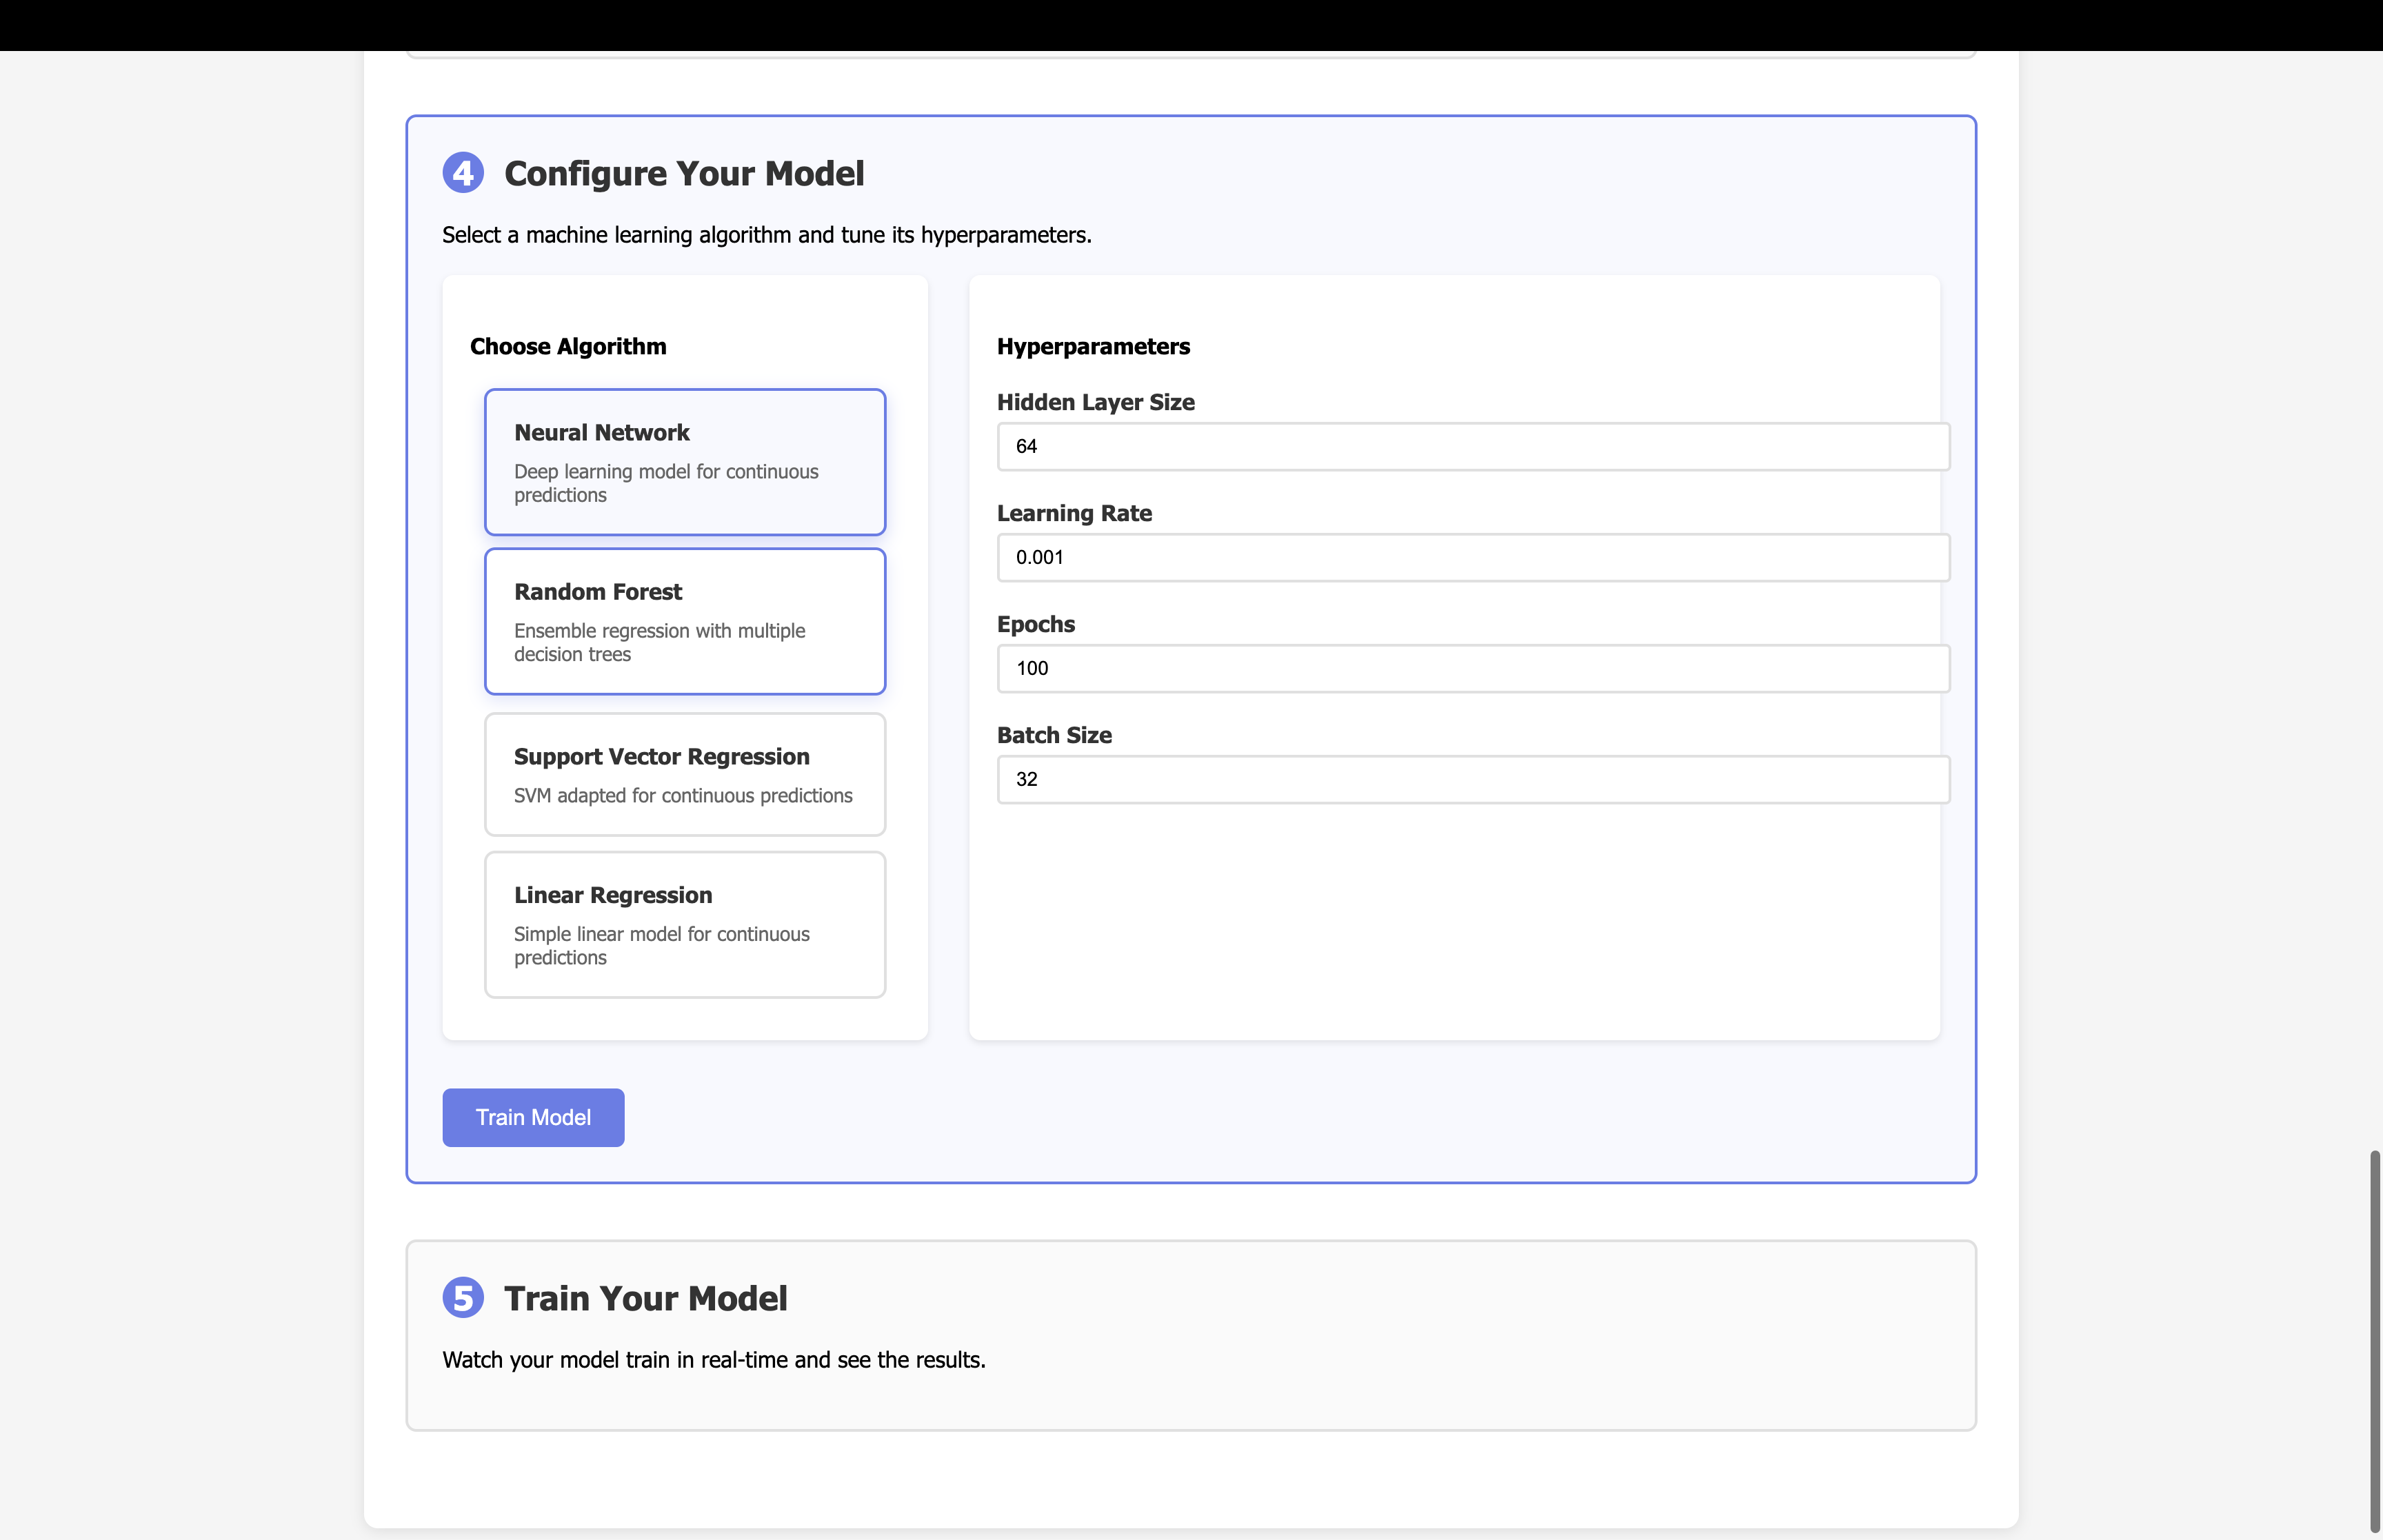 4 Configure Your Model
Select a machine learning algorithm and tune its hyperparameters.
Choose Algorithm
Neural Network
Deep learning model for continuous
predictions
Random Forest
Ensemble regression with multiple
decision trees
Support Vector Regression
SVM adapted for continuous predictions
Linear Regression
Simple linear model for continuous
predictions
Hyperparameters
Hidden Layer Size
64
Learning Rate
0.001
Epochs
100
Batch Size
32
Train Model
5 Train Your Model
Watch your model train in real-time and see the results.